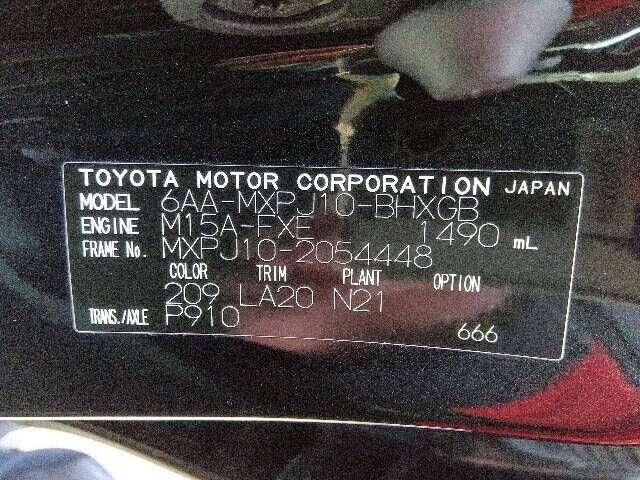 TOYOTA MOTOR CORPORATION JAPAN
MODEL 6AA-MXPJ10-BHXGB
ENGINE M15A-FXE 1490 mL
FRAME No. MXPJ10-2054448
COLOR TRIM PLANT OPTION
209 LA20 N21
TRANS./AXLE P910
666